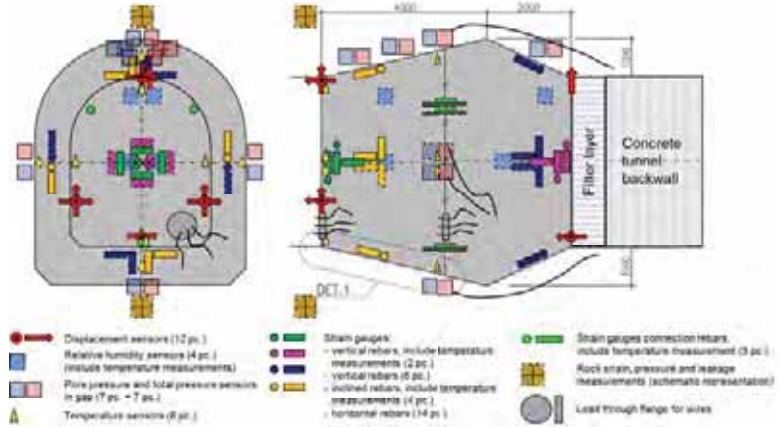 4000
2000
Filter layer
Concrete
tunnel
backwall
DET.1
Displacement sensors (12 pc.)
Relative humidity sensors (4 pc.)
(include temperature measurements)
Pore pressure and total pressure sensors
in gap (7 pc. + 7 pc.)
Temperature sensors (8 pc.)
Strain gauges:
- vertical rebars, include temperature
measurements (2 pc.)
- vertical rebars (6 pc.)
- inclined rebars, include temperature
measurements (4 pc.)
- horizontal rebars (14 pc.)
Strain gauges connection rebars,
include temperature measurement (3 pc.)
Rock strain, pressure and leakage
measurements (schematic representation)
Lead through flange for wires